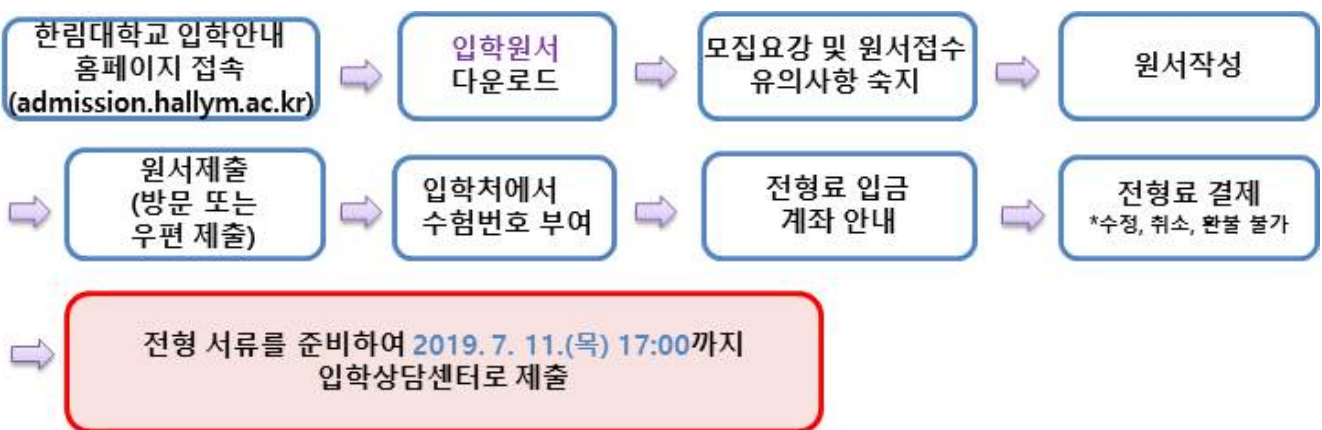 한림대학교 입학안내
홈페이지 접속
(admission.hallym.ac.kr)
입학원서
다운로드
모집요강 및 원서접수
유의사항 숙지
원서작성
원서제출
(방문 또는
우편 제출)
입학처에서
수험번호 부여
전형료 입금
계좌 안내
전형료 결제
*수정, 취소, 환불 불가
전형 서류를 준비하여 2019. 7. 11.(목) 17:00까지
입학상담센터로 제출